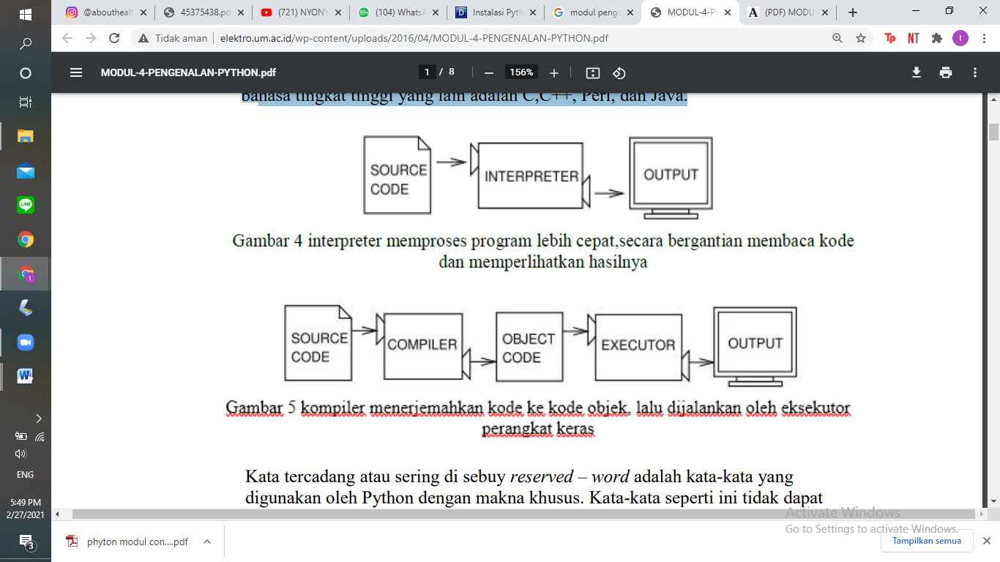 @abouthealt
45375438.pd
(721) NYONY
(104) WhatsA
Instalasi Pyth
modul penga
MODUL-4-PE
(PDF) MODU
Tidak aman
elektro.um.ac.id/wp-content/uploads/2016/04/MODUL-4-PENGENALAN-PYTHON.pdf
MODUL-4-PENGENALAN-PYTHON.pdf
1 / 8
156%
bahasa tingkat tinggi yang lain adalah C,C++, Perl, dan Java.
SOURCE
CODE
INTERPRETER
OUTPUT
Gambar 4 interpreter memproses program lebih cepat,secara bergantian membaca kode
dan memperlihatkan hasilnya
SOURCE
CODE
COMPILER
OBJECT
CODE
EXECUTOR
OUTPUT
Gambar 5 kompiler menerjemahkan kode ke kode objek, lalu dijalankan oleh eksekutor
perangkat keras
Kata tercadang atau sering di sebuy reserved – word adalah kata-kata yang
digunakan oleh Python dengan makna khusus. Kata-kata seperti ini tidak dapat
Activate Windows
Go to Settings to activate Windows.
phyton modul con....pdf
Tampilkan semua
LINE
ENG
5:49 PM
2/27/2021
3